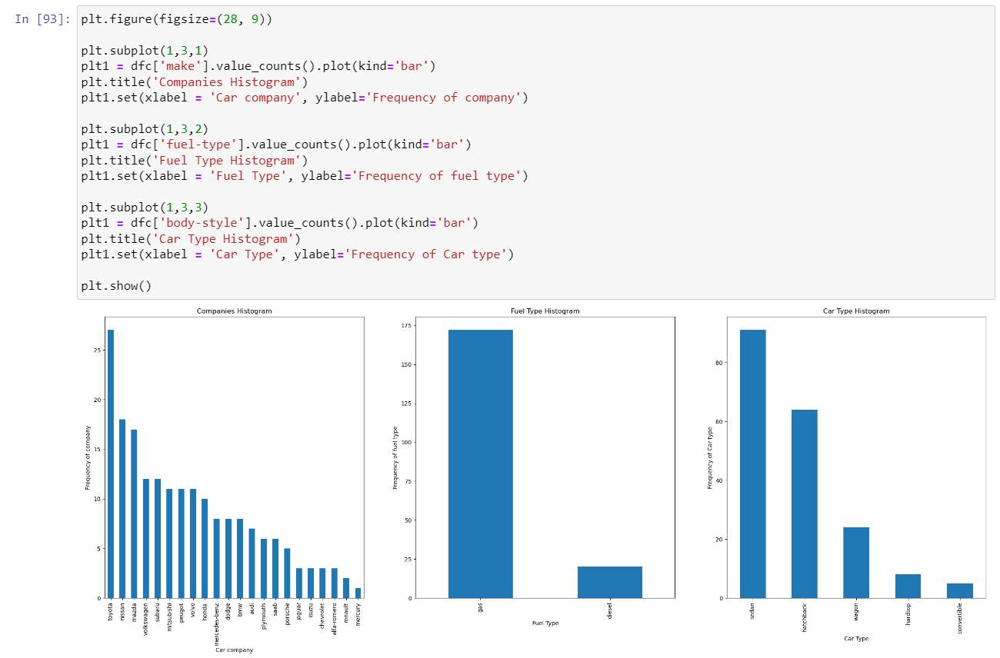 In [93]: plt.figure(figsize=(28, 9))
plt.subplot(1,3,1)
plt1 = dfc['make'].value_counts().plot(kind='bar')
plt.title('Companies Histogram')
plt1.set(xlabel = 'Car company', ylabel='Frequency of company')
plt.subplot(1,3,2)
plt1 = dfc['fuel-type'].value_counts().plot(kind='bar')
plt.title('Fuel Type Histogram')
plt1.set(xlabel = 'Fuel Type', ylabel='Frequency of fuel type')
plt.subplot(1,3,3)
plt1 = dfc['body-style'].value_counts().plot(kind='bar')
plt.title('Car Type Histogram')
plt1.set(xlabel = 'Car Type', ylabel='Frequency of Car type')
plt.show()
Companies Histogram
Frequency of company
25
20
15
10
5
0
toyota
nissan
mazda
volkswagen
subaru
mitsubishi
peugot
volvo
honda
mercedes-benz
dodge
bmw
audi
plymouth
saab
porsche
jaguar
isuzu
chevrolet
alfa-romero
renault
mercury
Car company
Fuel Type Histogram
Frequency of fuel type
175
150
125
100
75
50
25
0
gas
diesel
Fuel Type
Car Type Histogram
Frequency of Car type
80
60
40
20
0
sedan
hatchback
wagon
hardtop
convertible
Car Type